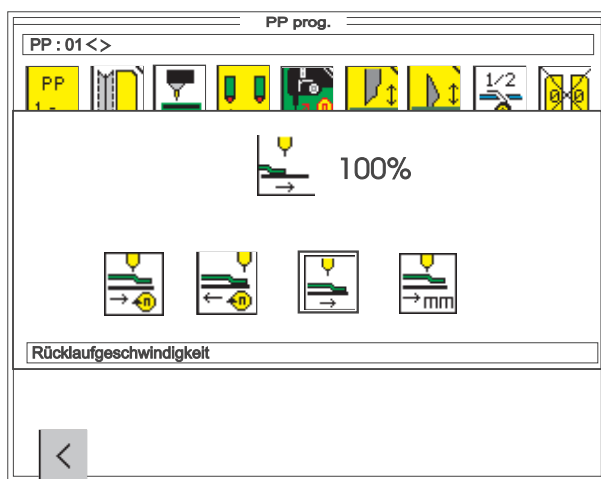 PP prog.
PP : 01<>
PP
1/2
100%
n
n
mm
Rücklaufgeschwindigkeit
<